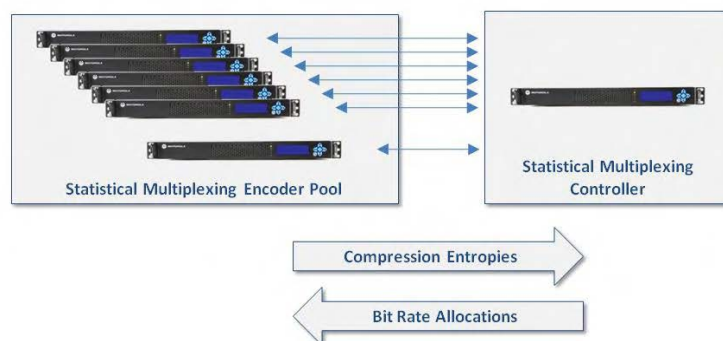 Statistical Multiplexing Encoder Pool
Statistical Multiplexing
Controller
Compression Entropies
Bit Rate Allocations